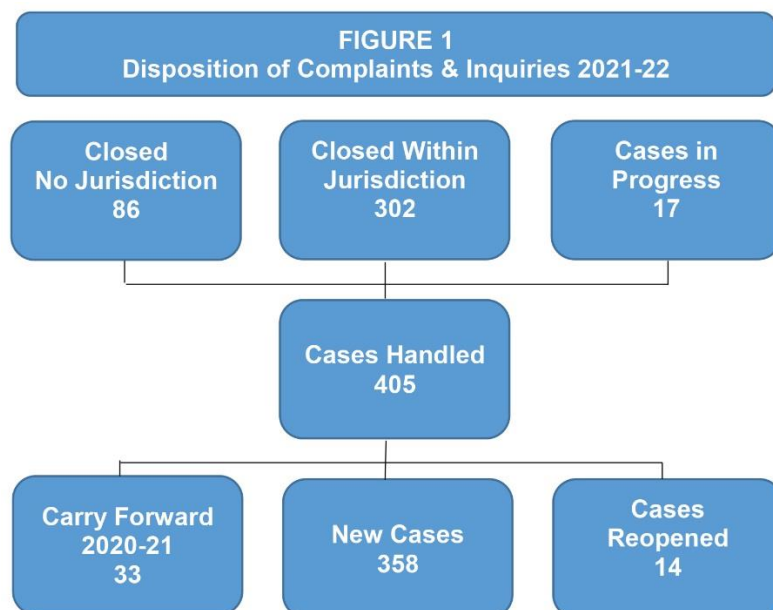 FIGURE 1
Disposition of Complaints & Inquiries 2021-22
Closed
No Jurisdiction
86
Closed Within
Jurisdiction
302
Cases in
Progress
17
Cases Handled
405
Carry Forward
2020-21
33
New Cases
358
Cases
Reopened
14